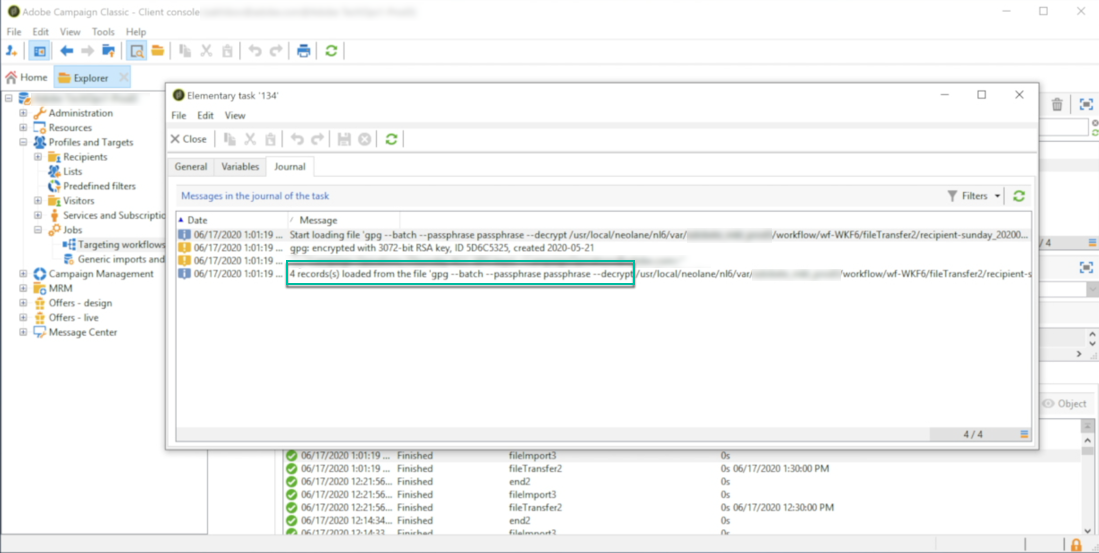 Adobe Campaign Classic - Client console
File Edit View Tools Help
Home Explorer
Administration
Resources
Profiles and Targets
Recipients
Lists
Predefined filters
Visitors
Services and Subscriptio
Jobs
Targeting workflows
Generic imports and
Campaign Management
MRM
Offers - design
Offers - live
Message Center
Elementary task '134'
File Edit View
Close
General Variables Journal
Messages in the journal of the task Filters
Date Message
06/17/2020 1:01:19 ... Start loading file 'gpg --batch --passphrase passphrase --decrypt /usr/local/neolane/nl6/var/ /workflow/wf-WKF6/fileTransfer2/recipient-sunday_20200...
06/17/2020 1:01:19 ... gpg: encrypted with 3072-bit RSA key, ID 5D6C5325, created 2020-05-21
06/17/2020 1:01:19 ...
06/17/2020 1:01:19 ... 4 records(s) loaded from the file 'gpg --batch --passphrase passphrase --decrypt /usr/local/neolane/nl6/var/ /workflow/wf-WKF6/fileTransfer2/recipient-s
4 / 4
/ 4
Object
06/17/2020 1:01:19 ... Finished fileImport3 0s
06/17/2020 1:01:19 ... Finished fileTransfer2 0s 06/17/2020 1:30:00 PM
06/17/2020 12:21:56... Finished end2 0s
06/17/2020 12:21:56... Finished fileImport3 0s
06/17/2020 12:21:56... Finished fileTransfer2 0s 06/17/2020 12:30:00 PM
06/17/2020 12:14:34... Finished end2 0s
06/17/2020 12:14:33... Finished fileImport3 0s